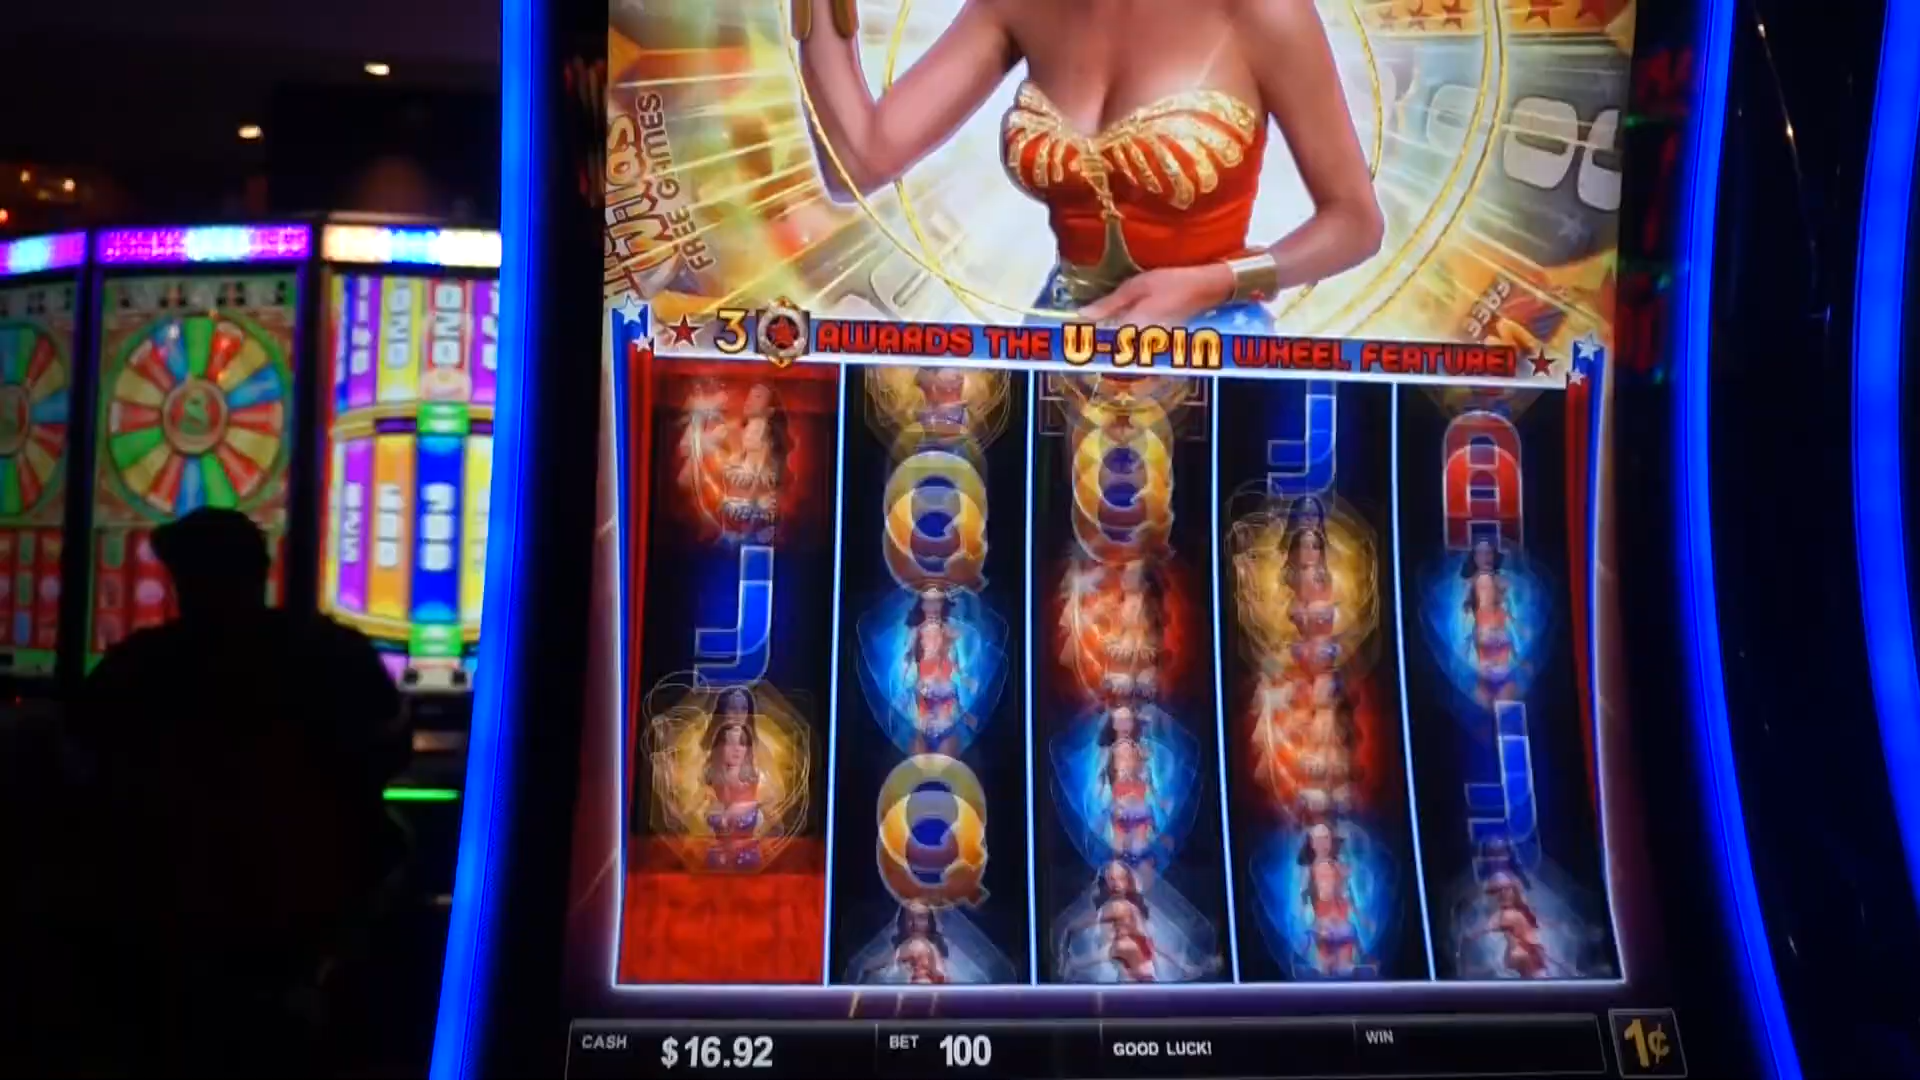 FREE GAMES
3 AWARDS THE U-SPIN WHEEL FEATURE!
Q
Q
J
A
J
Q
J
CASH $16.92 BET 100 GOOD LUCK! WIN 1¢